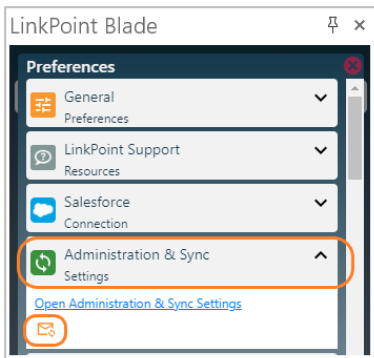 LinkPoint Blade
Preferences
General
Preferences
LinkPoint Support
Resources
Salesforce
Connection
Administration & Sync
Settings
Open Administration & Sync Settings